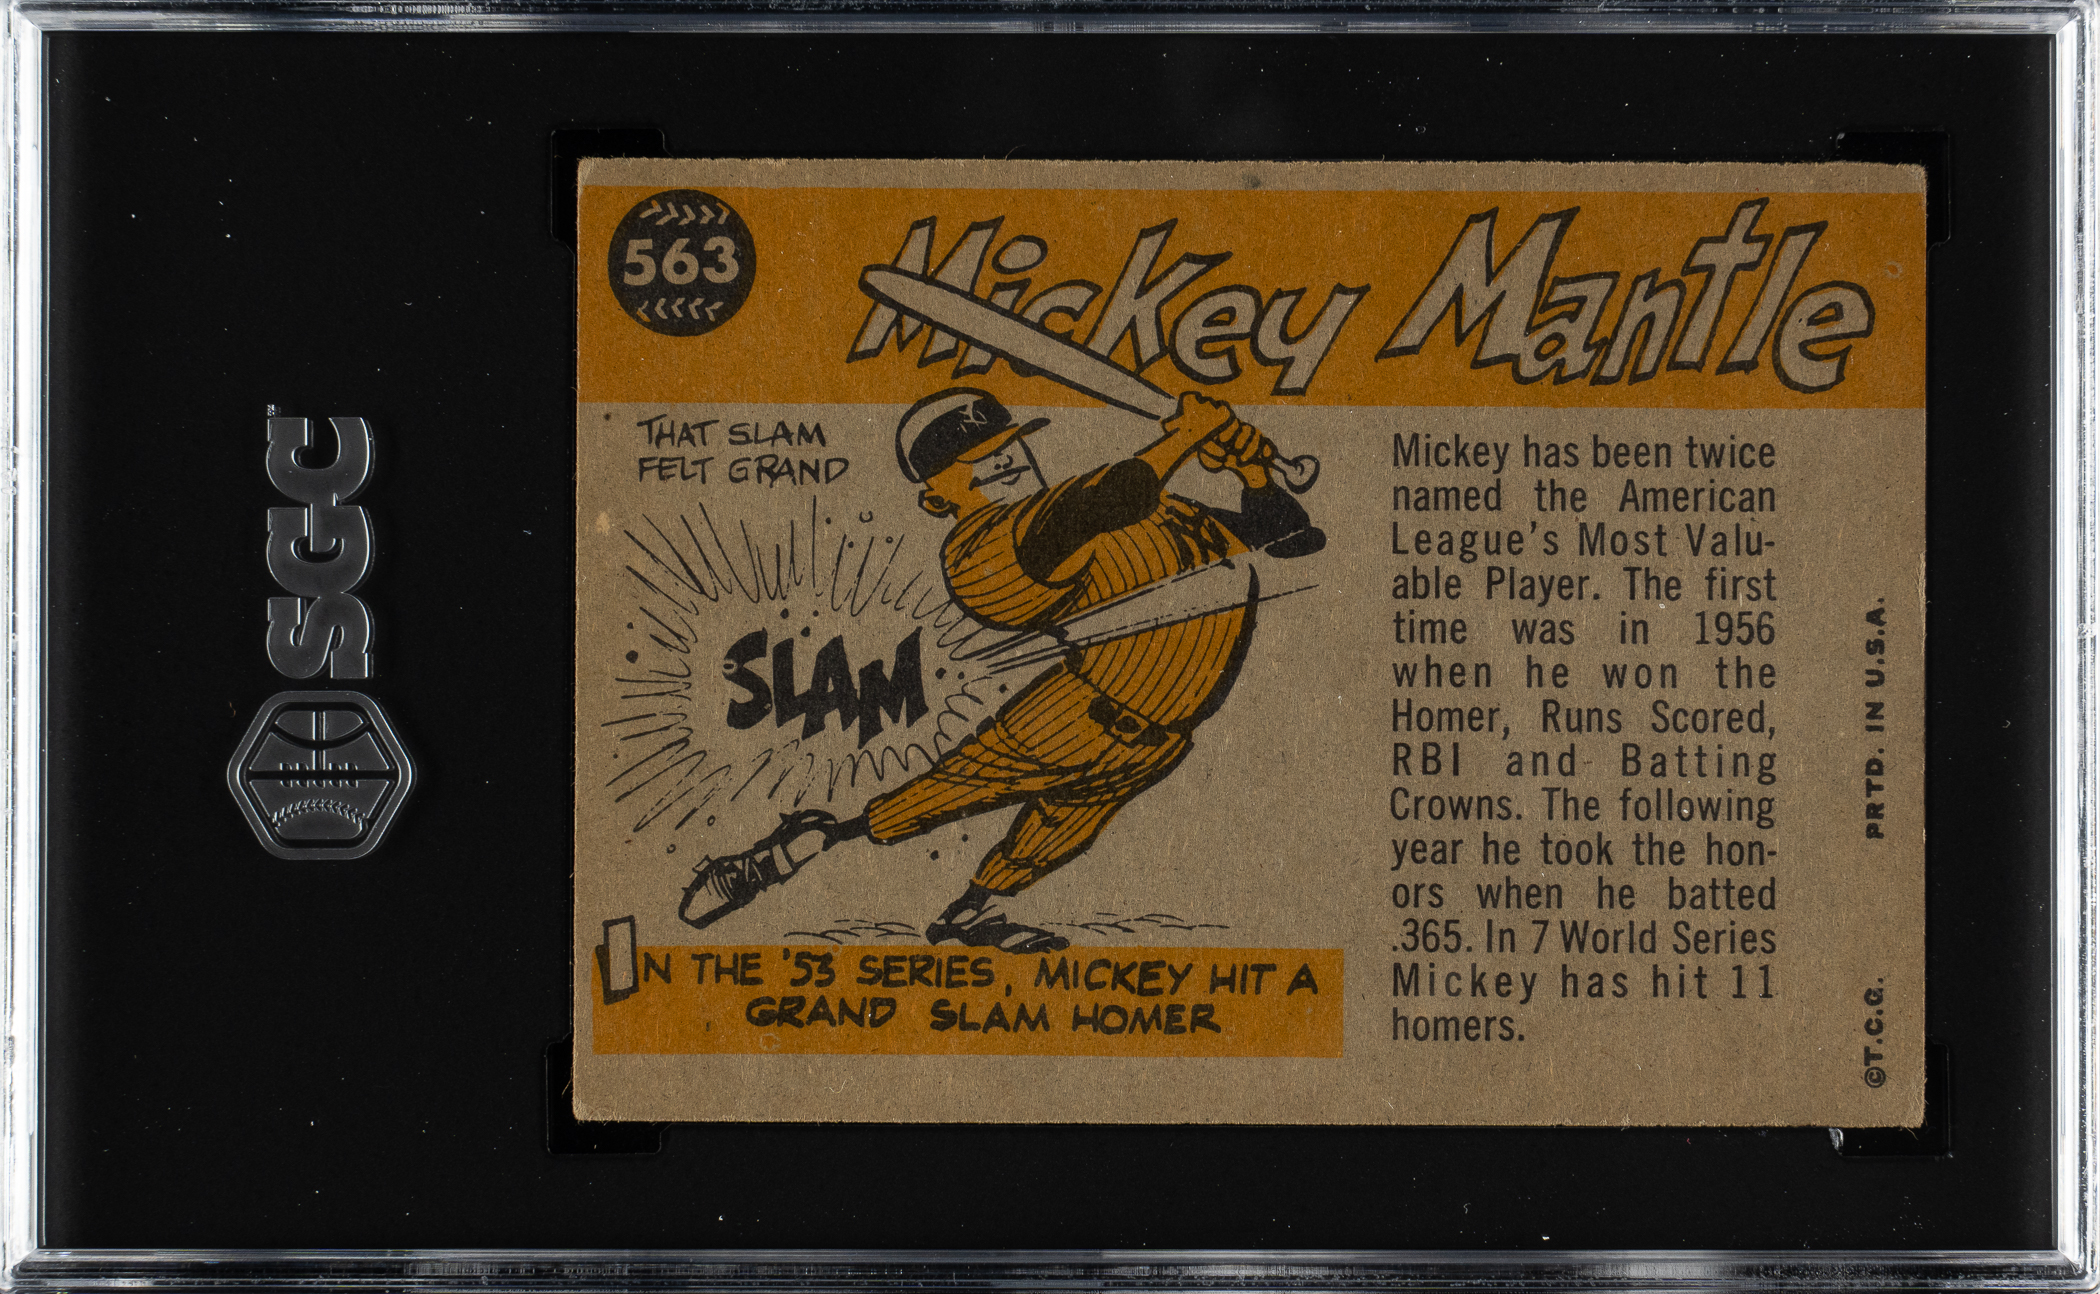 SGC
563
Mickey Mantle
THAT SLAM
FELT GRAND
SLAM
IN THE '53 SERIES, MICKEY HIT A
GRAND SLAM HOMER
Mickey has been twice
named the American
League's Most Valu-
able Player. The first
time was in 1956
when he won the
Homer, Runs Scored,
RBI and Batting
Crowns. The following
year he took the hon-
ors when he batted
.365. In 7 World Series
Mickey has hit 11
homers.
©T.C.G. PRTD. IN U.S.A.